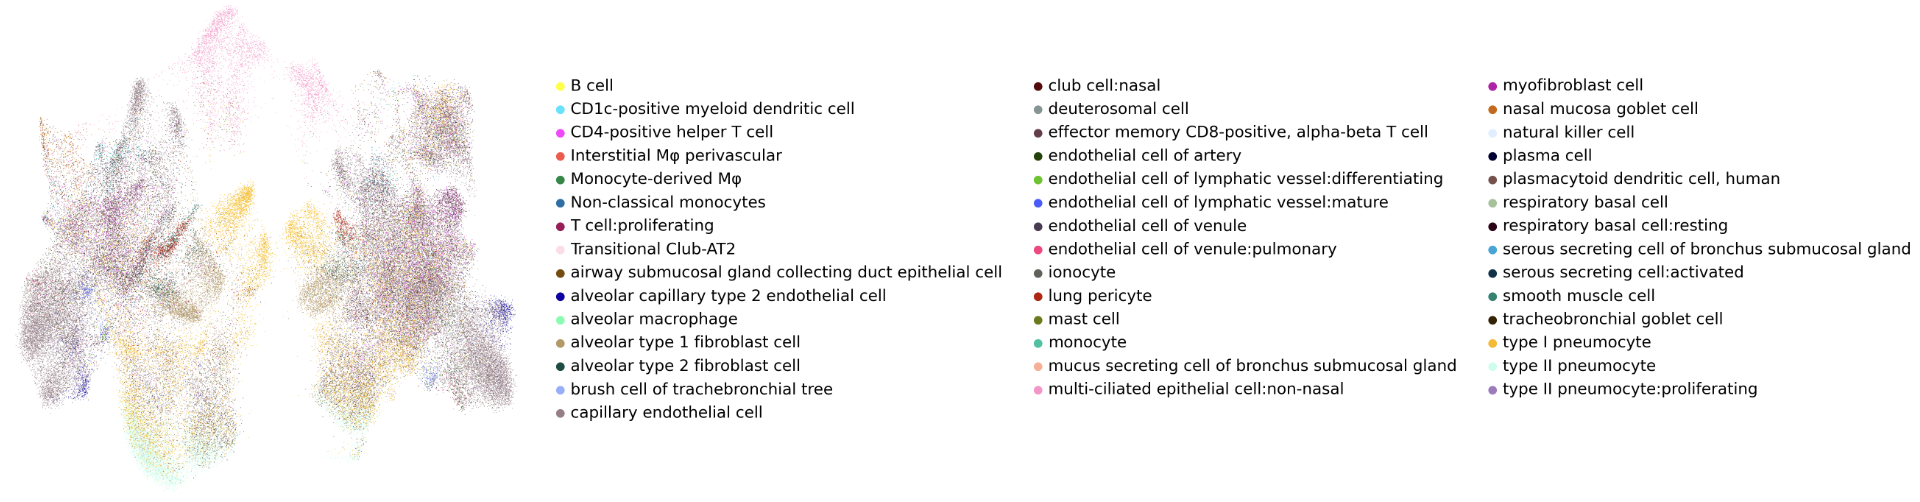 B cell
CD1c-positive myeloid dendritic cell
CD4-positive helper T cell
Interstitial Mφ perivascular
Monocyte-derived Mφ
Non-classical monocytes
T cell:proliferating
Transitional Club-AT2
airway submucosal gland collecting duct epithelial cell
alveolar capillary type 2 endothelial cell
alveolar macrophage
alveolar type 1 fibroblast cell
alveolar type 2 fibroblast cell
brush cell of trachebronchial tree
capillary endothelial cell
club cell:nasal
deuterosomal cell
effector memory CD8-positive, alpha-beta T cell
endothelial cell of artery
endothelial cell of lymphatic vessel:differentiating
endothelial cell of lymphatic vessel:mature
endothelial cell of venule
endothelial cell of venule:pulmonary
ionocyte
lung pericyte
mast cell
monocyte
mucus secreting cell of bronchus submucosal gland
multi-ciliated epithelial cell:non-nasal
myofibroblast cell
nasal mucosa goblet cell
natural killer cell
plasma cell
plasmacytoid dendritic cell, human
respiratory basal cell
respiratory basal cell:resting
serous secreting cell of bronchus submucosal gland
serous secreting cell:activated
smooth muscle cell
tracheobronchial goblet cell
type I pneumocyte
type II pneumocyte
type II pneumocyte:proliferating